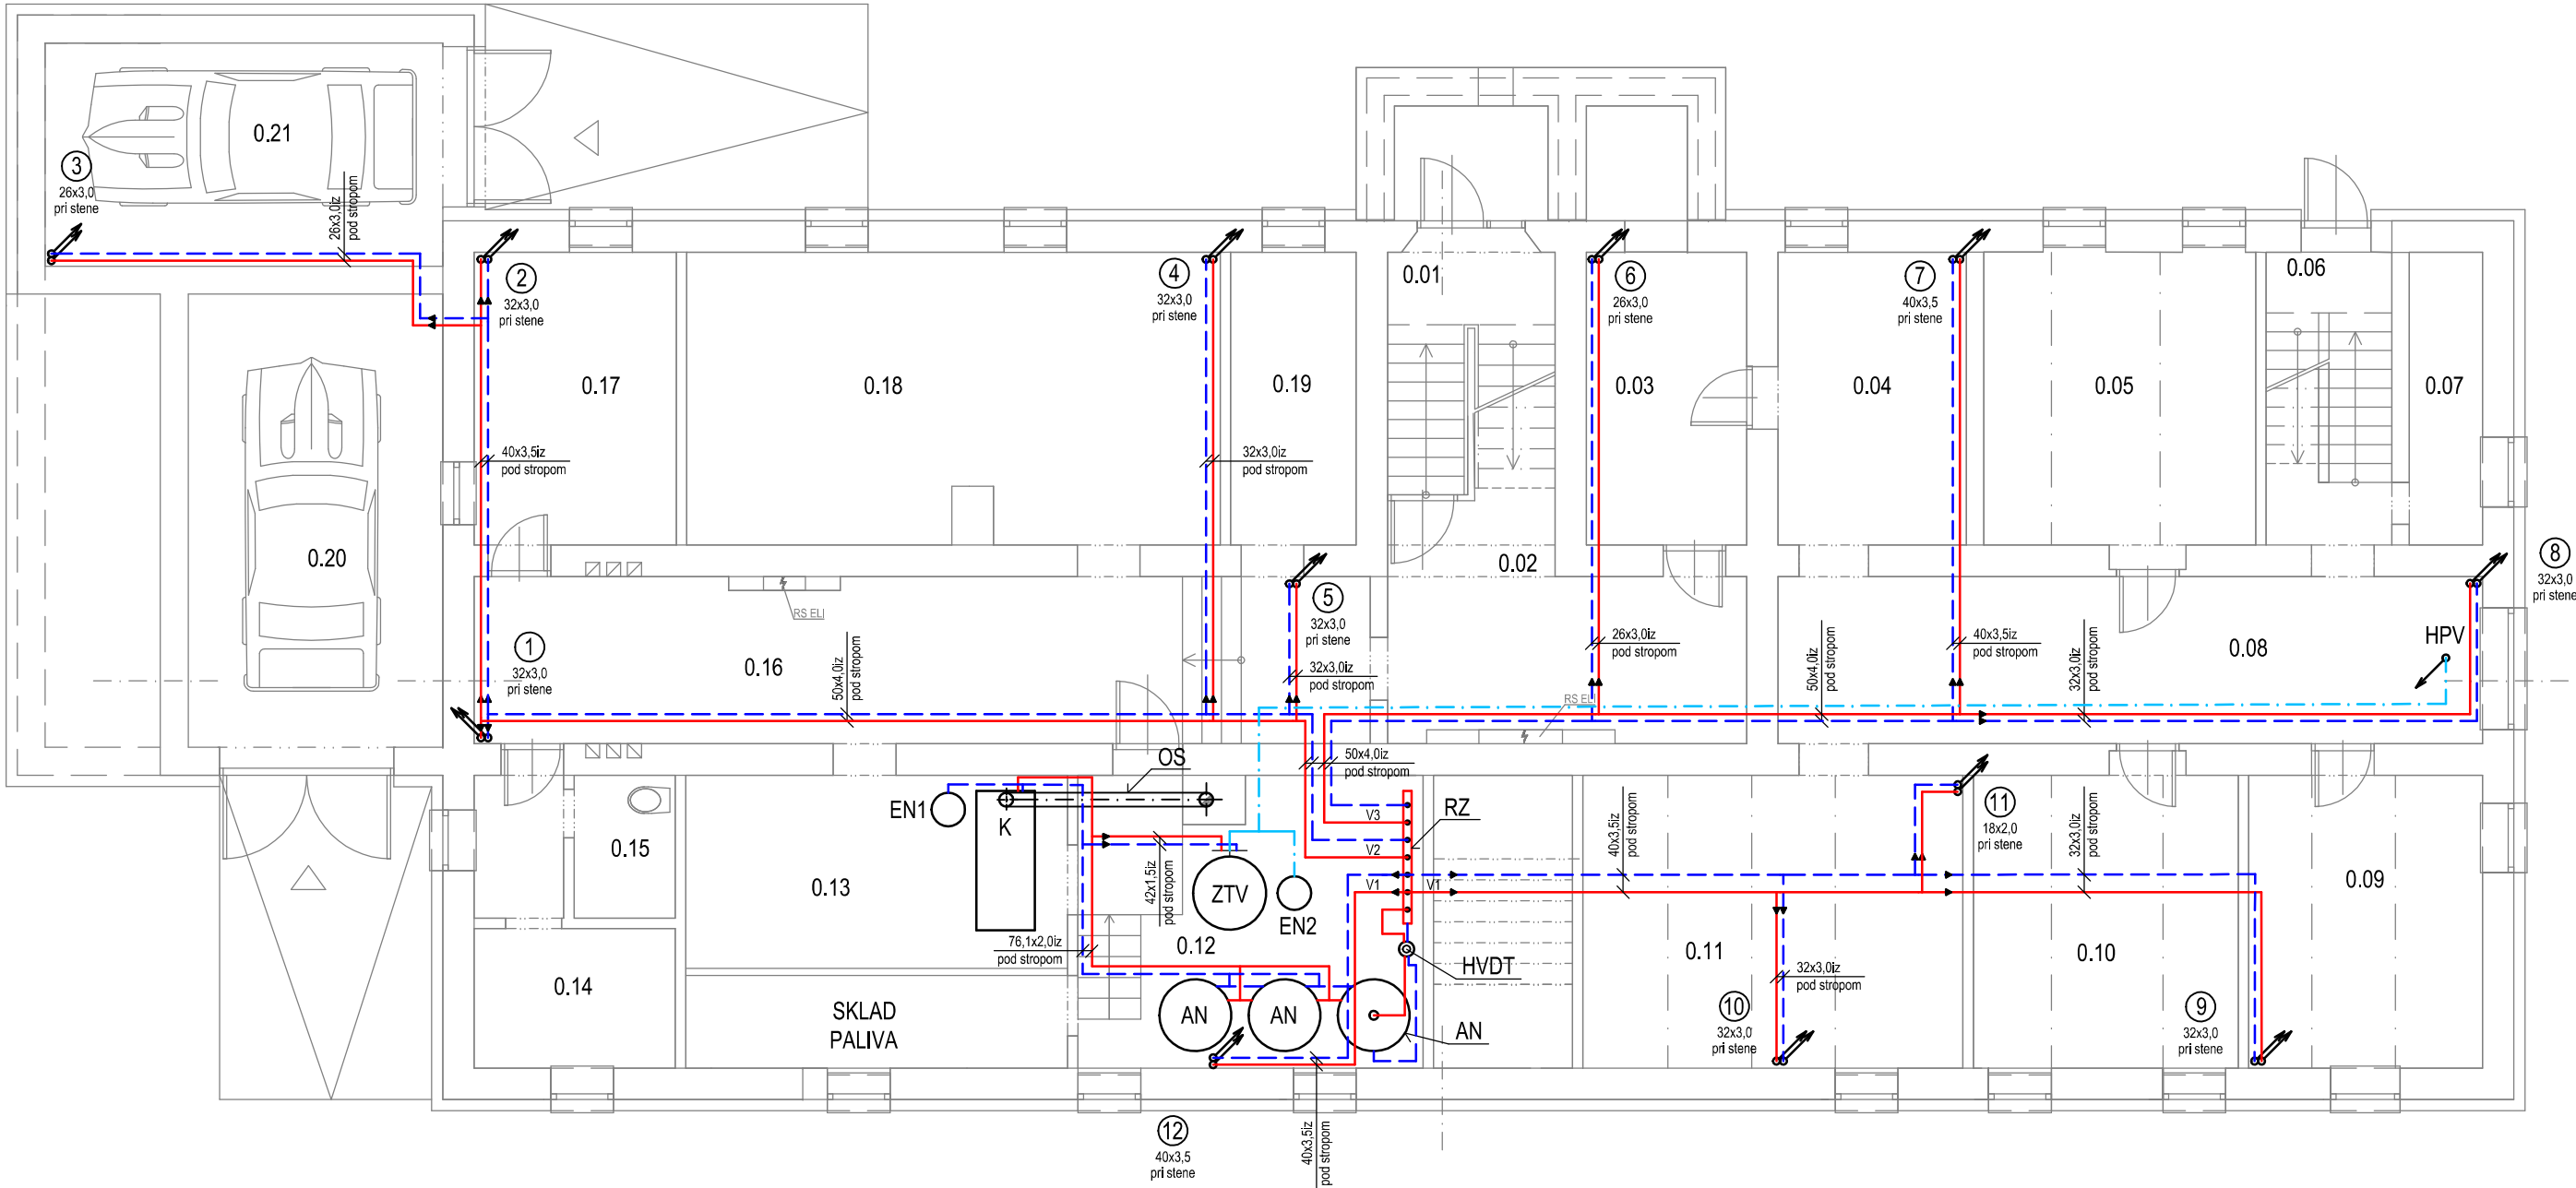 0.21
3
26x3,0
pri stene
26x3,0iz
pod stropom
2
32x3,0
pri stene
4
32x3,0
pri stene
0.01
6
26x3,0
pri stene
7
40x3,5
pri stene
0.06
0.17
0.18
0.19
0.03
0.04
0.05
0.07
40x3,5iz
pod stropom
32x3,0iz
pod stropom
0.20
0.02
8
32x3,0
pri stene
RS ELI
5
32x3,0
pri stene
1
32x3,0
pri stene
0.16
50x4,0iz
pod stropom
32x3,0iz
pod stropom
26x3,0iz
pod stropom
50x4,0iz
pod stropom
40x3,5iz
pod stropom
32x3,0iz
pod stropom
0.08
HPV
RS ELI
OS
50x4,0iz
pod stropom
EN1
K
V3
RZ
V2
V1
V1
40x3,5iz
pod stropom
11
18x2,0
pri stene
32x3,0iz
pod stropom
0.15
0.13
42x1,5iz
pod stropom
ZTV
EN2
0.09
76,1x2,0iz
pod stropom
0.12
HVDT
0.11
0.10
32x3,0iz
pod stropom
0.14
SKLAD
PALIVA
AN
AN
AN
10
32x3,0
pri stene
9
32x3,0
pri stene
12
40x3,5
pri stene
40x3,5iz
pod stropom